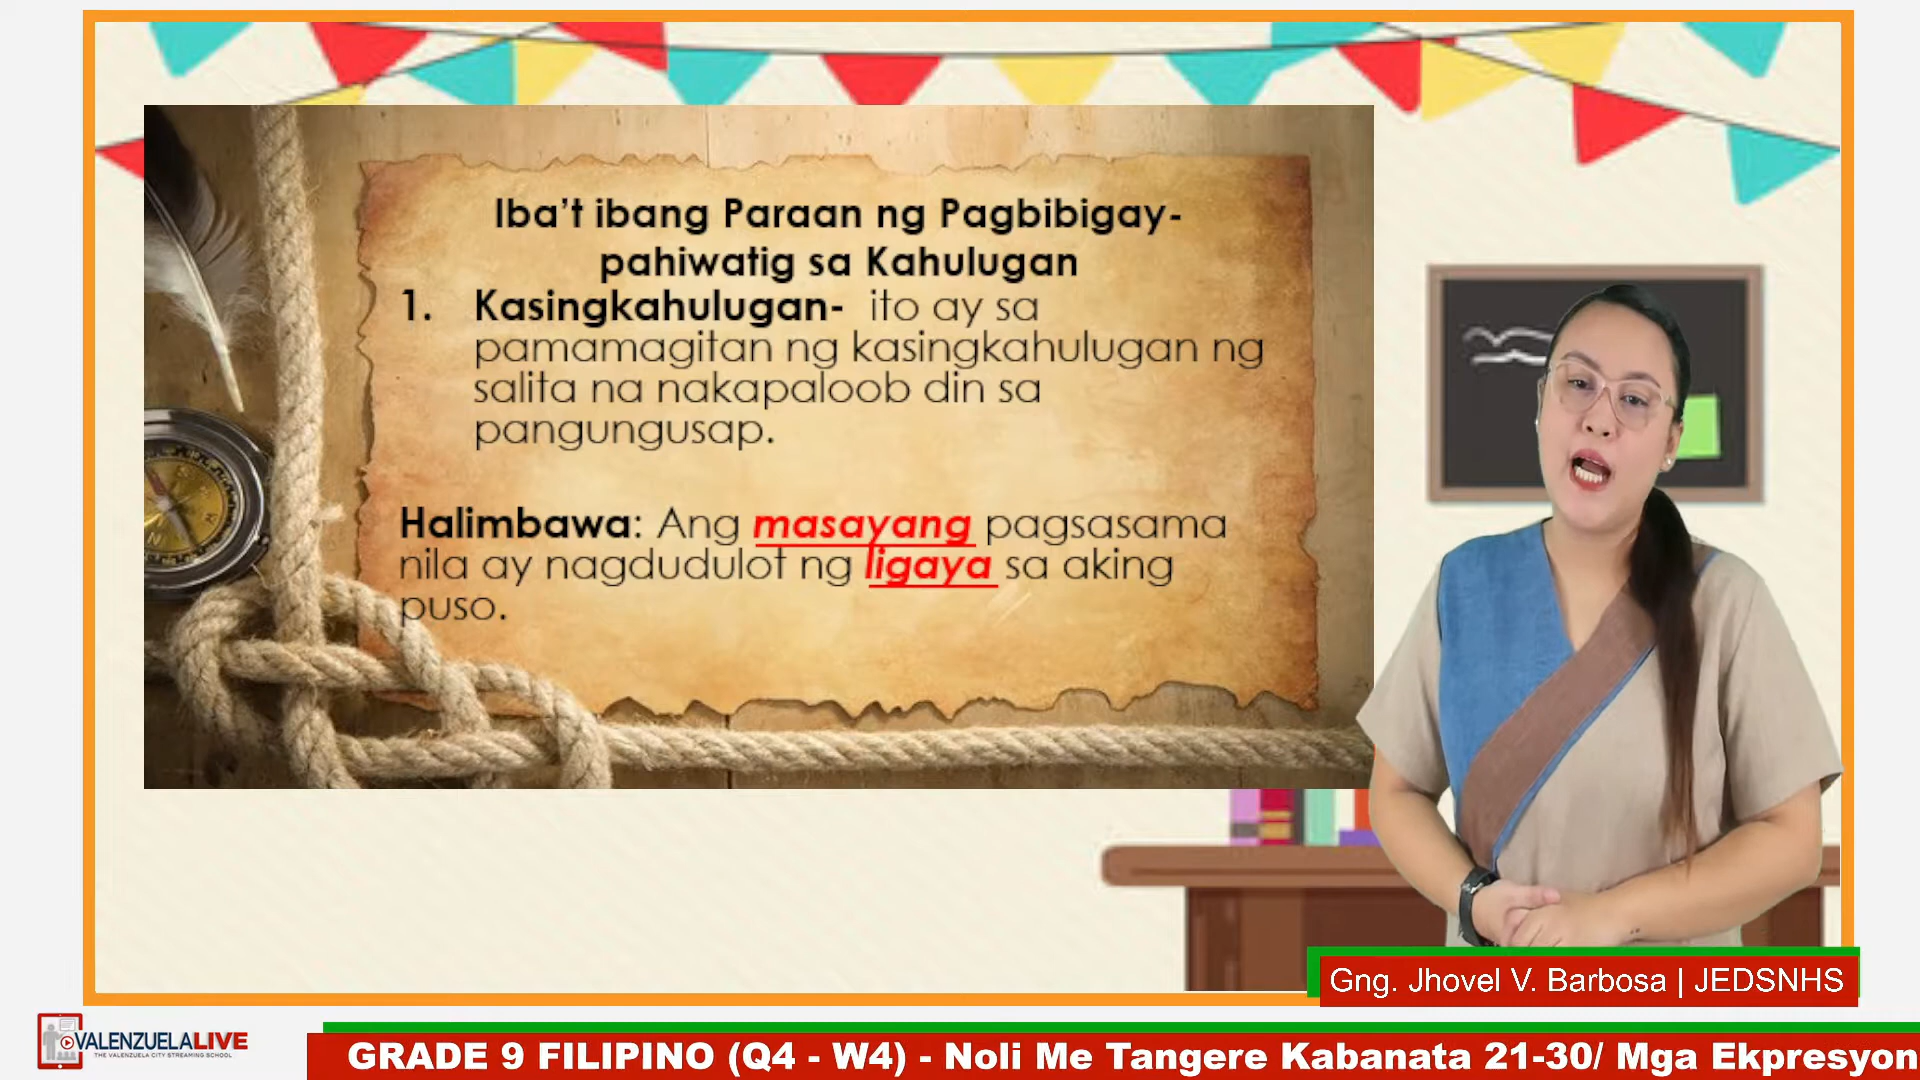 Iba't ibang Paraan ng Pagbibigay-
pahiwatig sa Kahulugan
1. Kasingkahulugan- ito ay sa
pamamagitan ng kasingkahulugan ng
salita na nakapaloob din sa
pangungusap.
Halimbawa: Ang masayang pagsasama
nila ay nagdudulot ng ligaya sa aking
puso.
Gng. Jhovel V. Barbosa | JEDSNHS
VALENZUELALIVE
THE VALENZUELA CITY STREAMING SCHOOL
GRADE 9 FILIPINO (Q4 - W4) - Noli Me Tangere Kabanata 21-30/ Mga Ekpresyon